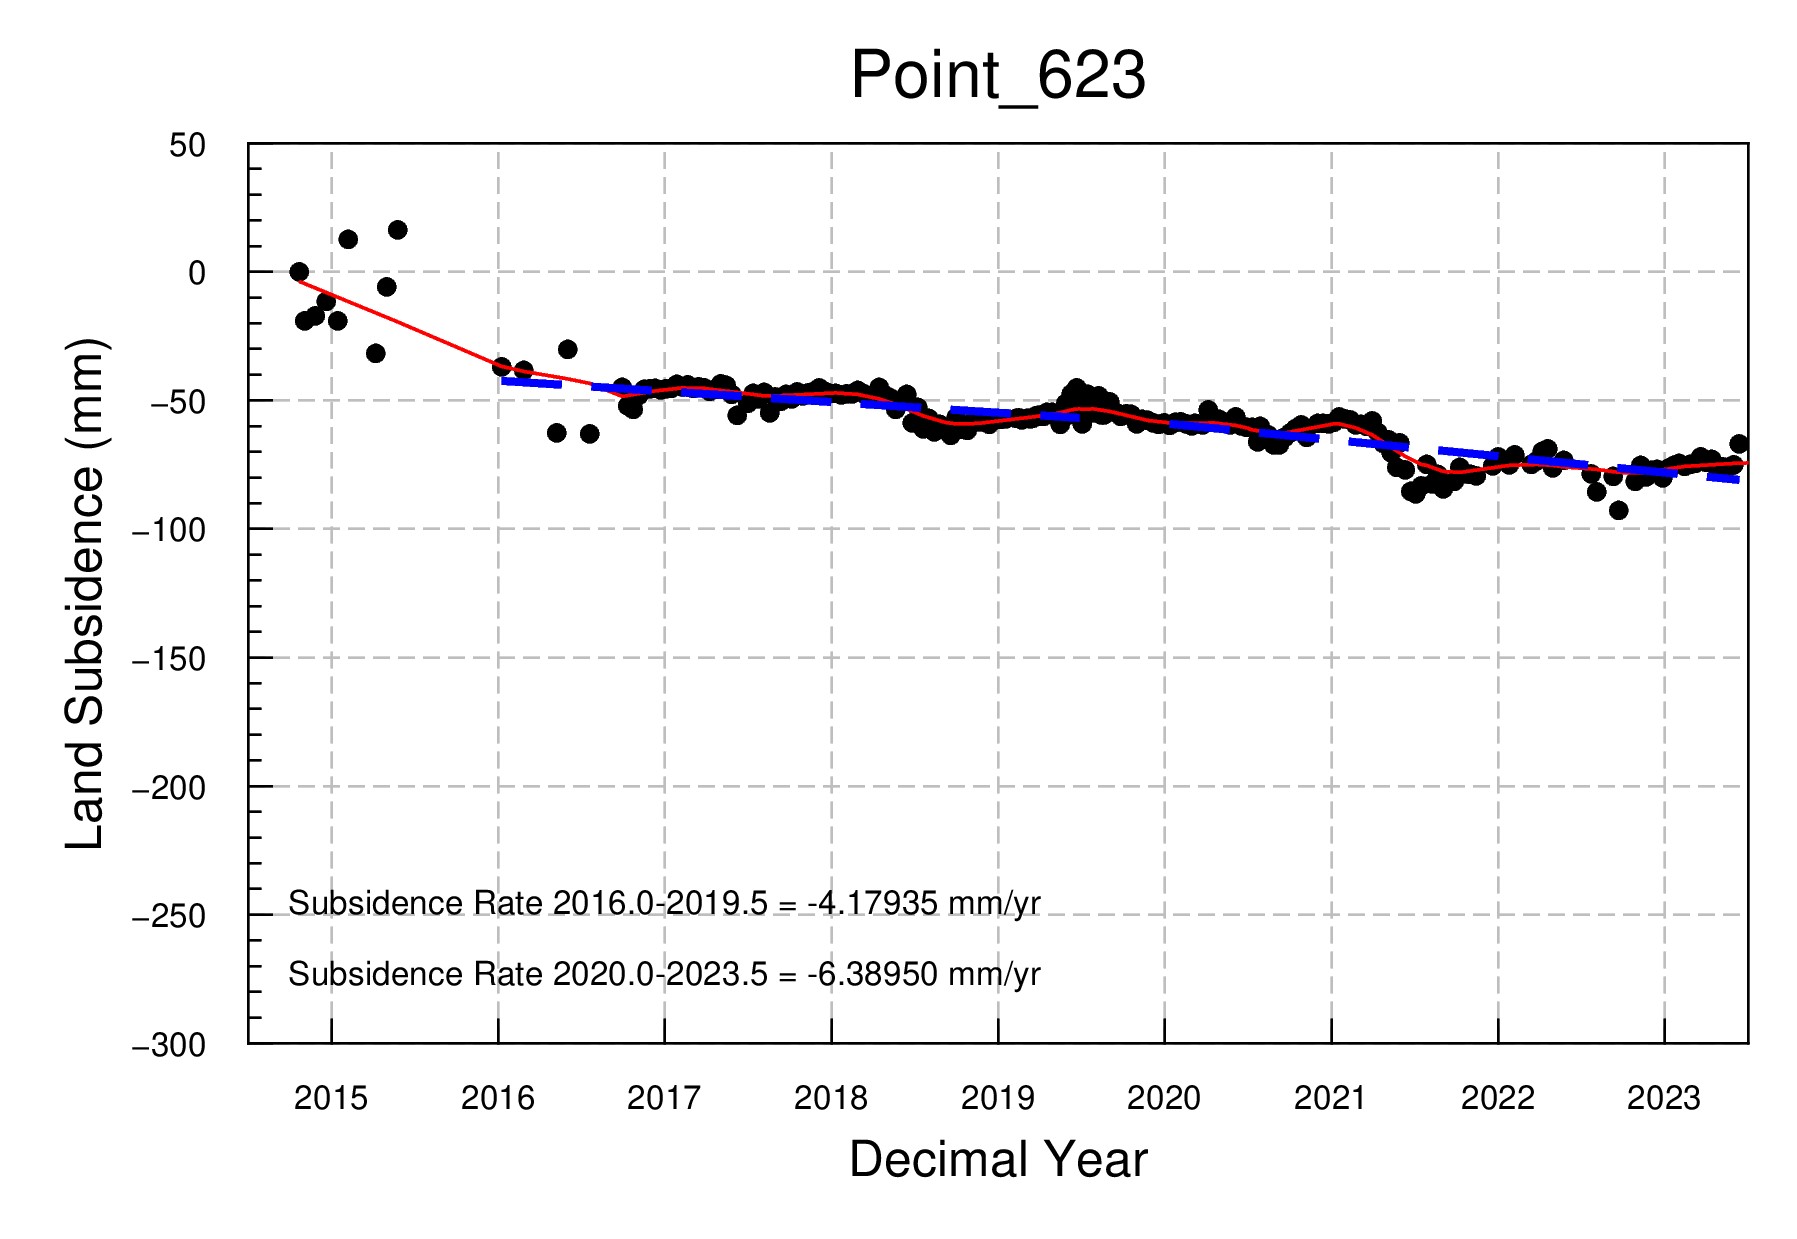 Point_623
50
0
−50
−100
−150
−200
−250
−300
Land Subsidence (mm)
Subsidence Rate 2016.0-2019.5 = -4.17935 mm/yr
Subsidence Rate 2020.0-2023.5 = -6.38950 mm/yr
2015 2016 2017 2018 2019 2020 2021 2022 2023
Decimal Year